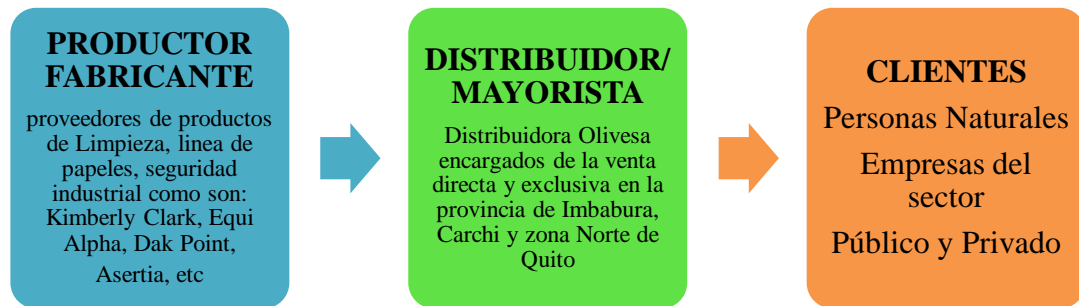 PRODUCTOR
FABRICANTE
proveedores de productos
de Limpieza, linea de
papeles, seguridad
industrial como son:
Kimberly Clark, Equi
Alpha, Dak Point,
Asertia, etc
DISTRIBUIDOR/
MAYORISTA
Distribuidora Olivesa
encargados de la venta
directa y exclusiva en la
provincia de Imbabura,
Carchi y zona Norte de
Quito
CLIENTES
Personas Naturales
Empresas del
sector
Público y Privado